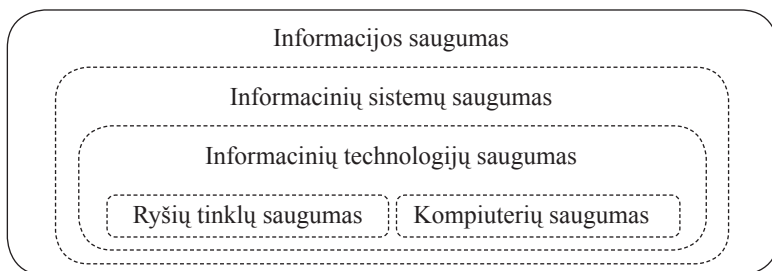 Informacijos saugumas
Informacinių sistemų saugumas
Informacinių technologijų saugumas
Ryšių tinklų saugumas
Kompiuterių saugumas